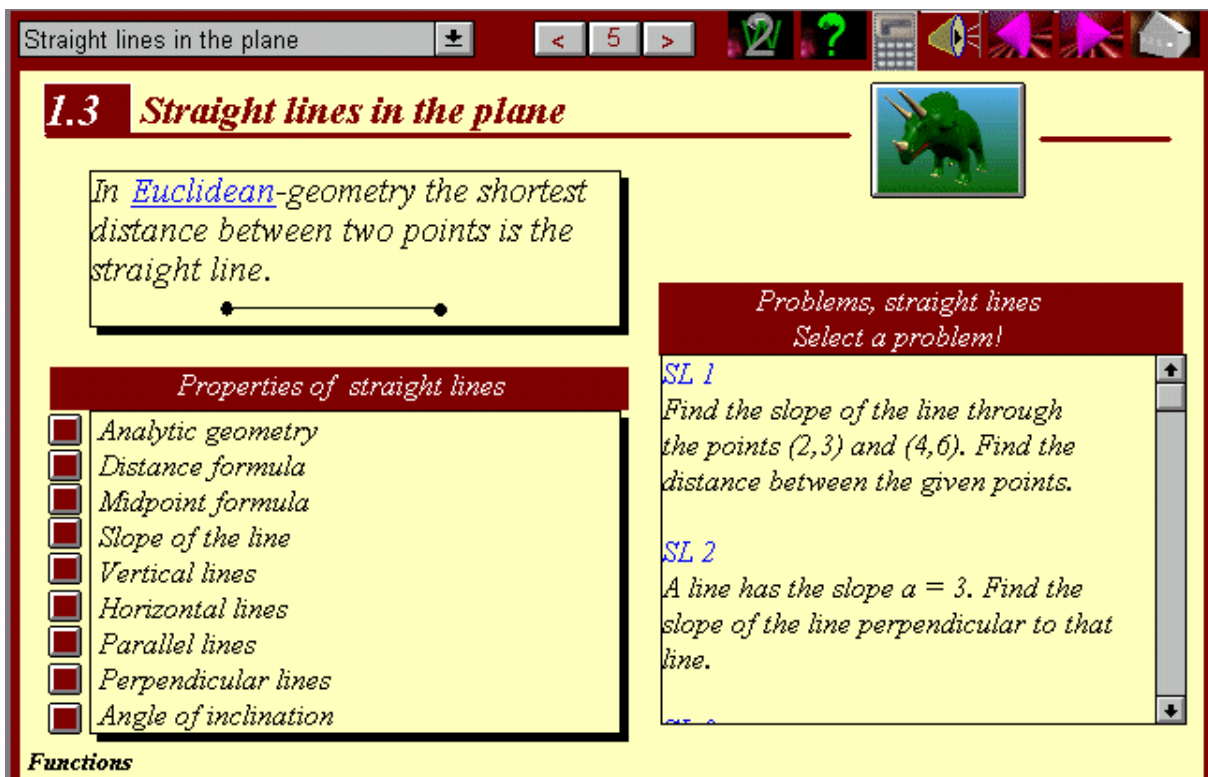 Straight lines in the plane
< 5 >
1.3 Straight lines in the plane
In Euclidean-geometry the shortest
distance between two points is the
straight line.
Properties of straight lines
Analytic geometry
Distance formula
Midpoint formula
Slope of the line
Vertical lines
Horizontal lines
Parallel lines
Perpendicular lines
Angle of inclination
Problems, straight lines
Select a problem!
SL 1
Find the slope of the line through
the points (2,3) and (4,6). Find the
distance between the given points.
SL 2
A line has the slope a = 3. Find the
slope of the line perpendicular to that
line.
Functions